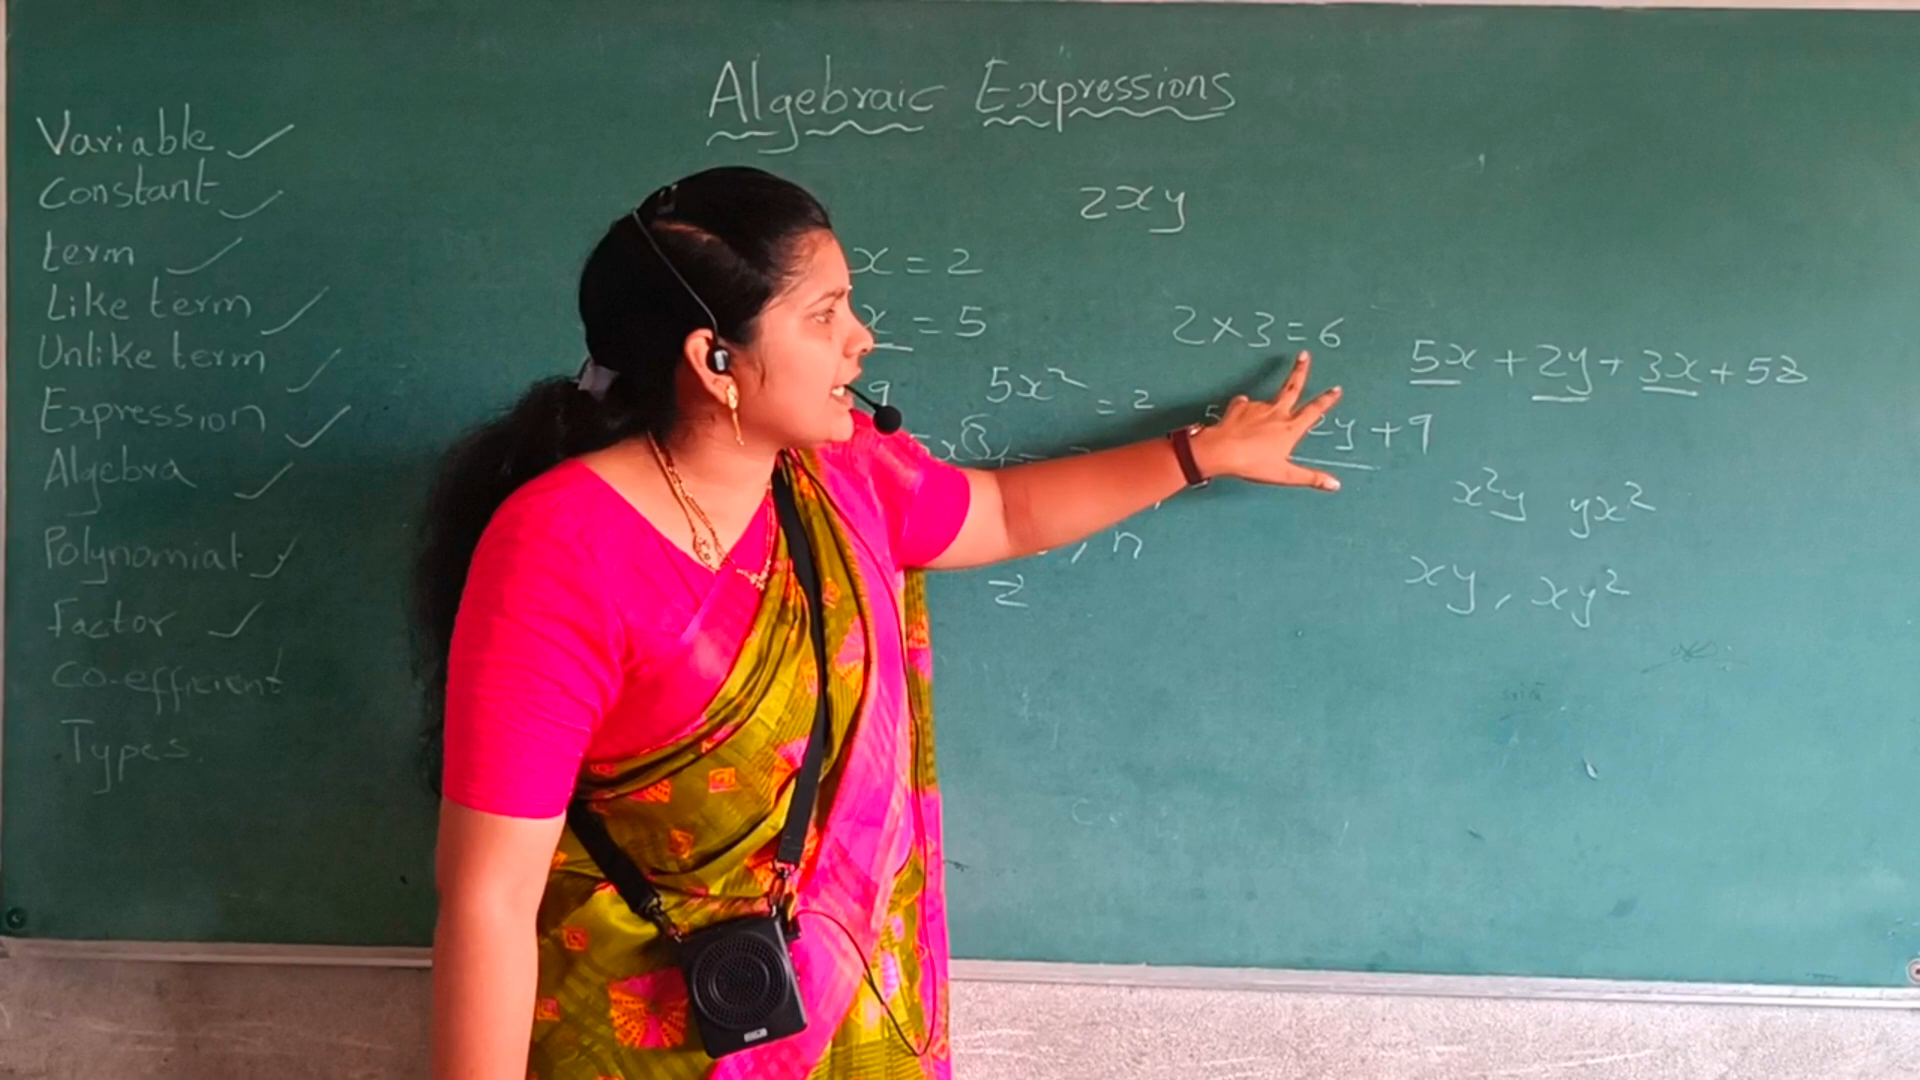 Algebraic Expressions
Variable ✓
Constant ✓
term ✓
Like term ✓
Unlike term ✓
Expression ✓
Algebra ✓
Polynomial ✓
factor ✓
co-efficient
Types.
2xy
x = 2
x = 5
9
5x² = 2
, n
z
2×3=6
5x + 2y + 3x + 5z
2y + 9
x²y yx²
xy, xy²